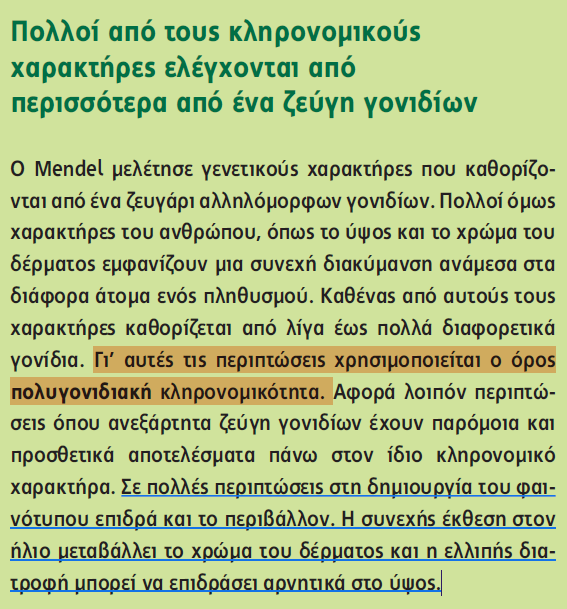 Πολλοί από τους κληρονομικούς
χαρακτήρες ελέγχονται από
περισσότερα από ένα ζεύγη γονιδίων
Ο Mendel μελέτησε γενετικούς χαρακτήρες που καθορίζο-
νται από ένα ζευγάρι αλληλόμορφων γονιδίων. Πολλοί όμως
χαρακτήρες του ανθρώπου, όπως το ύψος και το χρώμα του
δέρματος εμφανίζουν μια συνεχή διακύμανση ανάμεσα στα
διάφορα άτομα ενός πληθυσμού. Καθένας από αυτούς τους
χαρακτήρες καθορίζεται από λίγα έως πολλά διαφορετικά
γονίδια. Γι’ αυτές τις περιπτώσεις χρησιμοποιείται ο όρος
πολυγονιδιακή κληρονομικότητα. Αφορά λοιπόν περιπτώ-
σεις όπου ανεξάρτητα ζεύγη γονιδίων έχουν παρόμοια και
προσθετικά αποτελέσματα πάνω στον ίδιο κληρονομικό
χαρακτήρα. Σε πολλές περιπτώσεις στη δημιουργία του φαι-
νότυπου επιδρά και το περιβάλλον. Η συνεχής έκθεση στον
ήλιο μεταβάλλει το χρώμα του δέρματος και η ελλιπής δια-
τροφή μπορεί να επιδράσει αρνητικά στο ύψος.